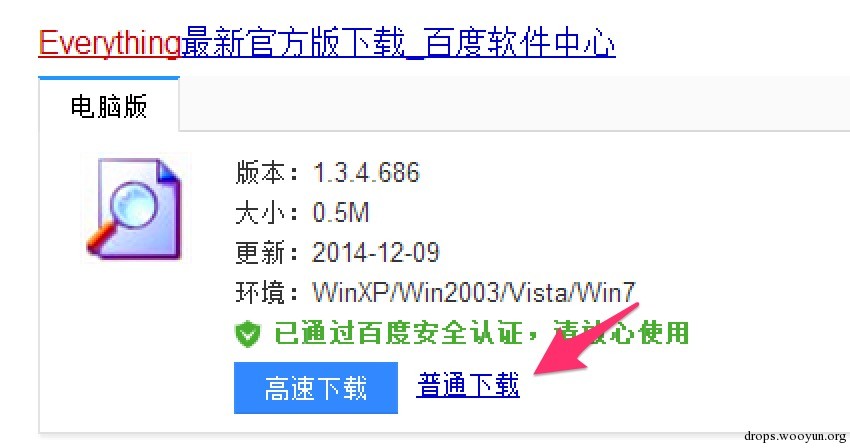 Everything最新官方版下载_百度软件中心
电脑版
版本：1.3.4.686
大小：0.5M
更新：2014-12-09
环境：WinXP/Win2003/Vista/Win7
已通过百度安全认证，请放心使用
高速下载 普通下载
drops.wooyun.org